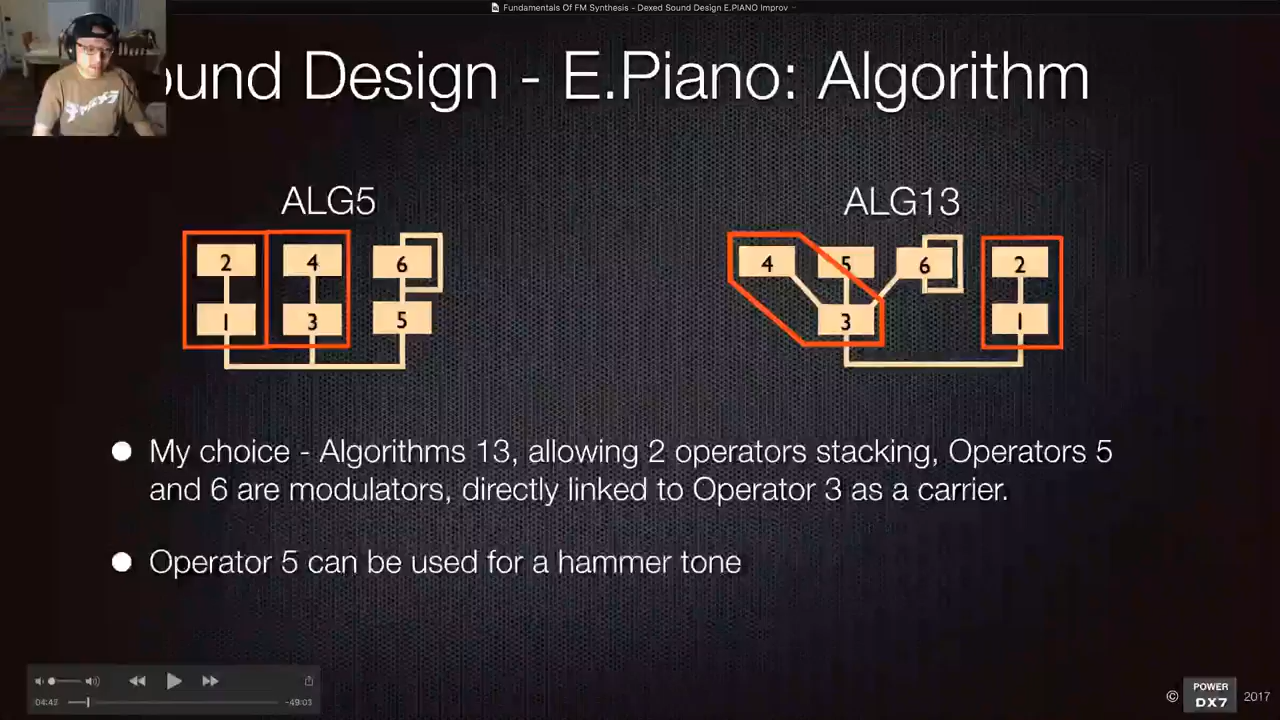 Fundamentals Of FM Synthesis - Dexed Sound Design E.PIANO Improv
ound Design - E.Piano: Algorithm
ALG5
ALG13
2 4 6
1 3 5
4 5 6 2
3 1
My choice - Algorithms 13, allowing 2 operators stacking, Operators 5
and 6 are modulators, directly linked to Operator 3 as a carrier.
Operator 5 can be used for a hammer tone
04:43
-49:03
© POWER DX7 2017